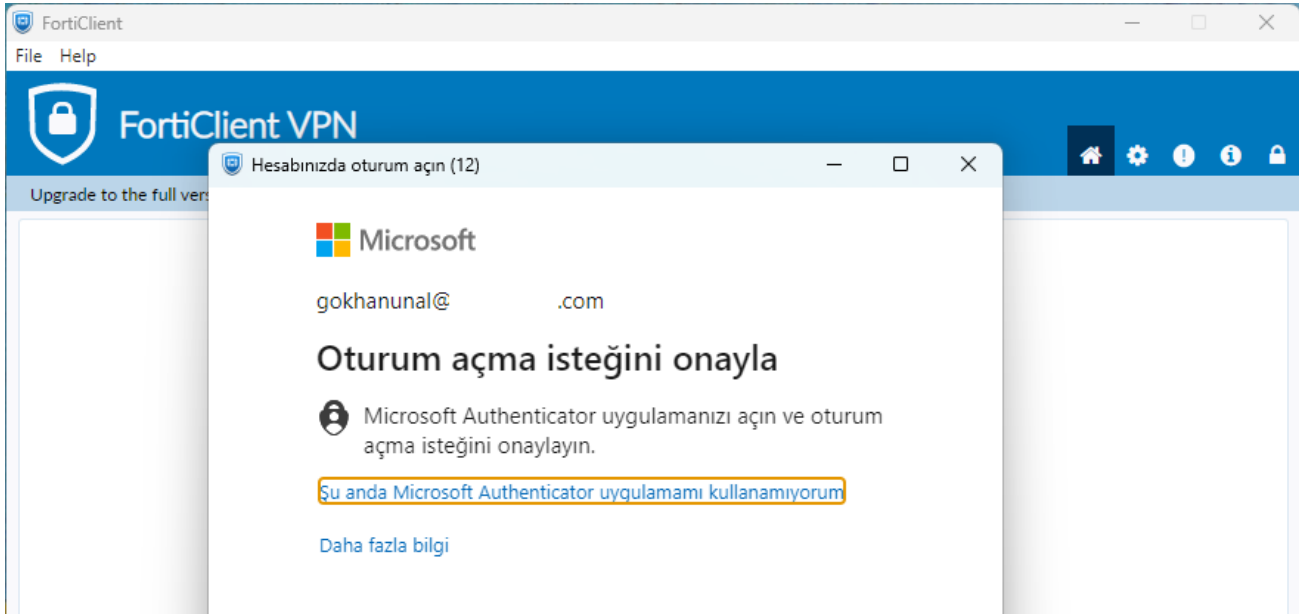 FortiClient
File Help
FortiClient VPN
Hesabınızda oturum açın (12)
Upgrade to the full vers
Microsoft
gokhanunal@ .com
Oturum açma isteğini onayla
Microsoft Authenticator uygulamanızı açın ve oturum
açma isteğini onaylayın.
Şu anda Microsoft Authenticator uygulamamı kullanamıyorum
Daha fazla bilgi